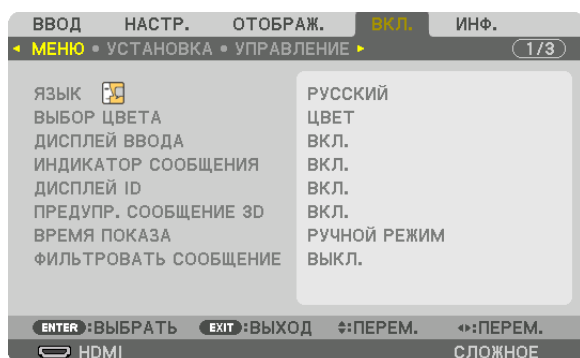 ВВОД НАСТР. ОТОБРАЖ. ВКЛ. ИНФ.
МЕНЮ • УСТАНОВКА • УПРАВЛЕНИЕ 1/3
ЯЗЫК РУССКИЙ
ВЫБОР ЦВЕТА ЦВЕТ
ДИСПЛЕЙ ВВОДА ВКЛ.
ИНДИКАТОР СООБЩЕНИЯ ВКЛ.
ДИСПЛЕЙ ID ВКЛ.
ПРЕДУПР. СООБЩЕНИЕ 3D ВКЛ.
ВРЕМЯ ПОКАЗА РУЧНОЙ РЕЖИМ
ФИЛЬТРОВАТЬ СООБЩЕНИЕ ВЫКЛ.
ENTER :ВЫБРАТЬ EXIT :ВЫХОД :ПЕРЕМ. :ПЕРЕМ.
HDMI СЛОЖНОЕ